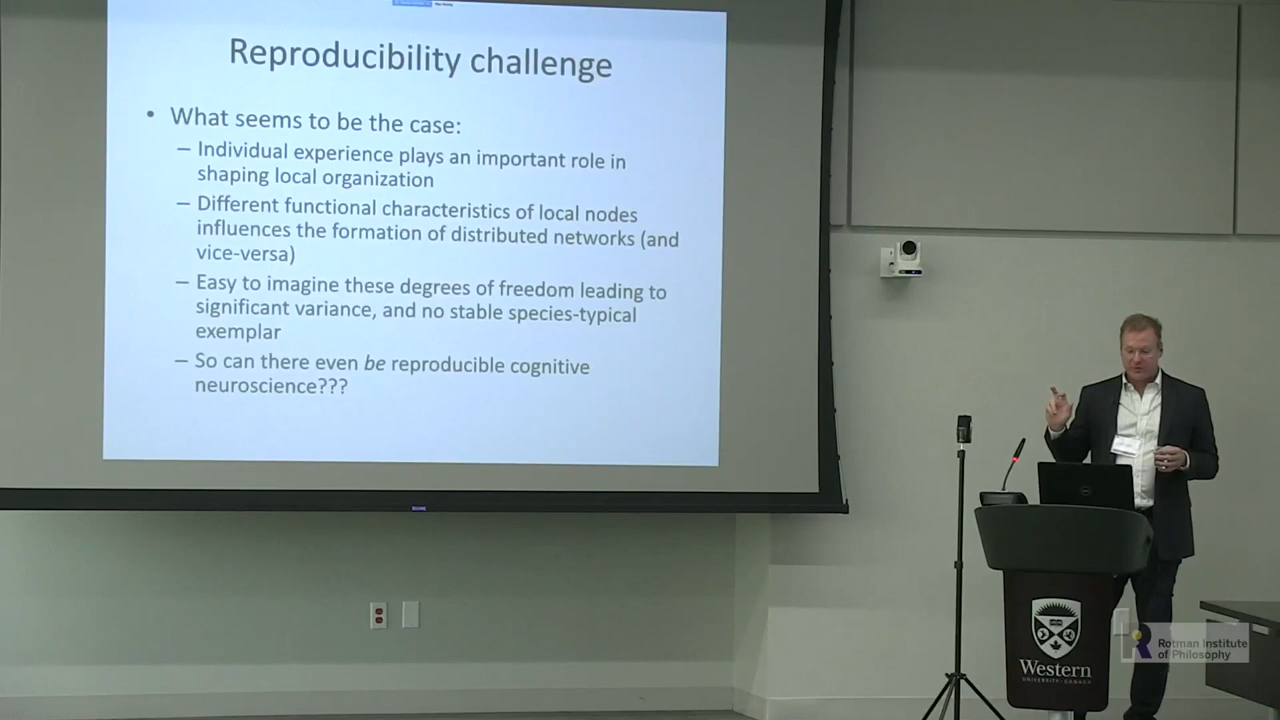 Reproducibility challenge
• What seems to be the case:
– Individual experience plays an important role in
shaping local organization
– Different functional characteristics of local nodes
influences the formation of distributed networks (and
vice-versa)
– Easy to imagine these degrees of freedom leading to
significant variance, and no stable species-typical
exemplar
– So can there even be reproducible cognitive
neuroscience???
Western
UNIVERSITY · CANADA
Rotman Institute
of Philosophy